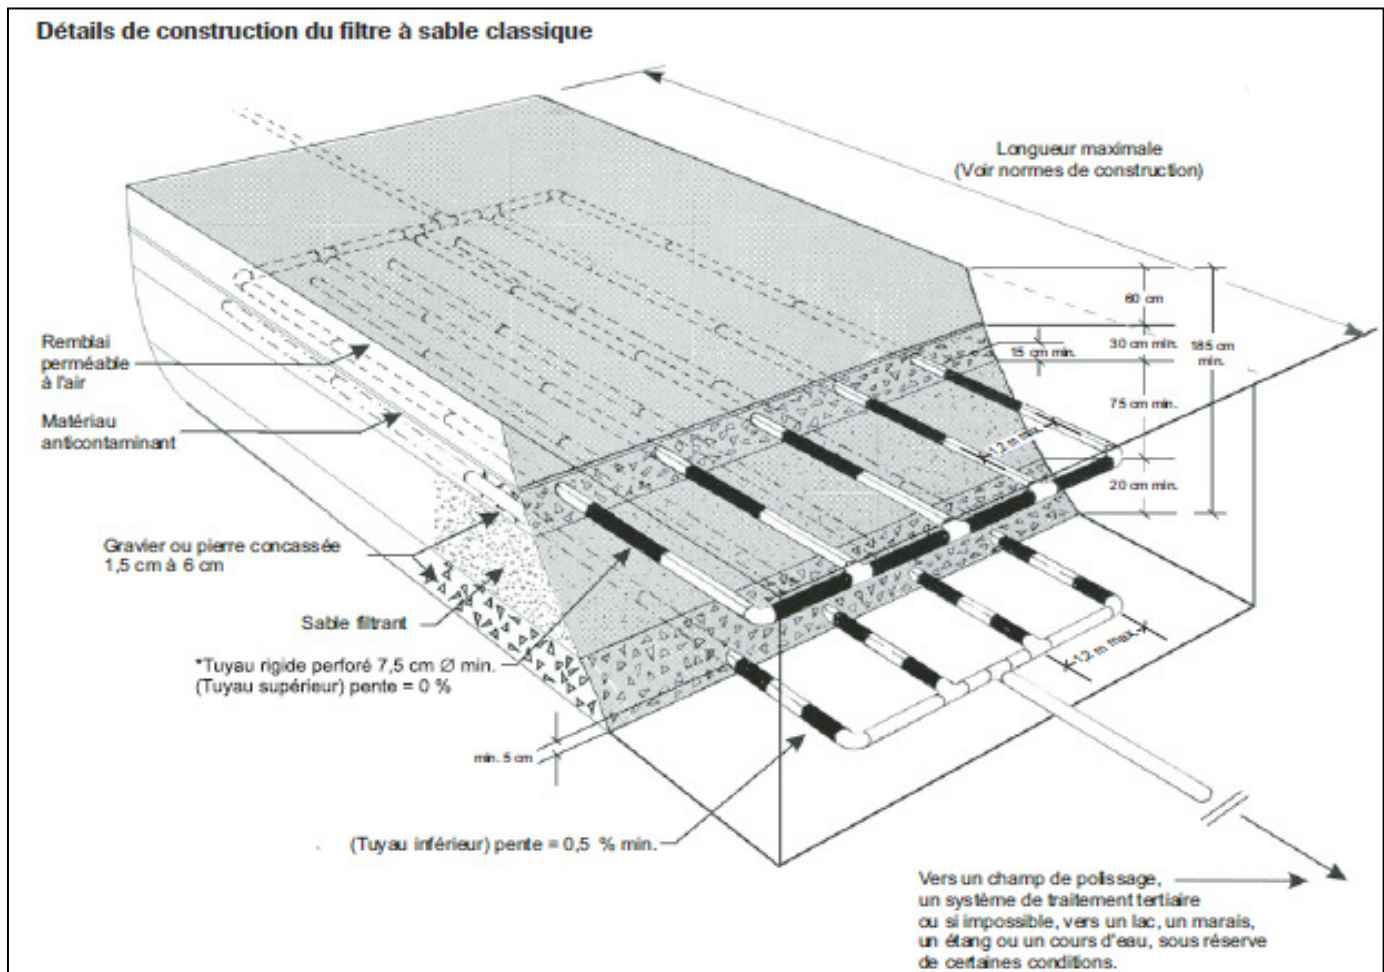 Détails de construction du filtre à sable classique
Longueur maximale
(Voir normes de construction)
60 cm
30 cm min.
15 cm min.
185 cm
min.
75 cm min.
1,2 m max.
20 cm min.
Remblai
perméable
à l'air
Matériau
anticontaminant
Gravier ou pierre concassée
1,5 cm à 6 cm
Sable filtrant
*Tuyau rigide perforé 7,5 cm Ø min.
(Tuyau supérieur) pente = 0 %
1,2 m max.
min. 5 cm
(Tuyau inférieur) pente = 0,5 % min.
Vers un champ de polissage,
un système de traitement tertiaire
ou si impossible, vers un lac, un marais,
un étang ou un cours d'eau, sous réserve
de certaines conditions.